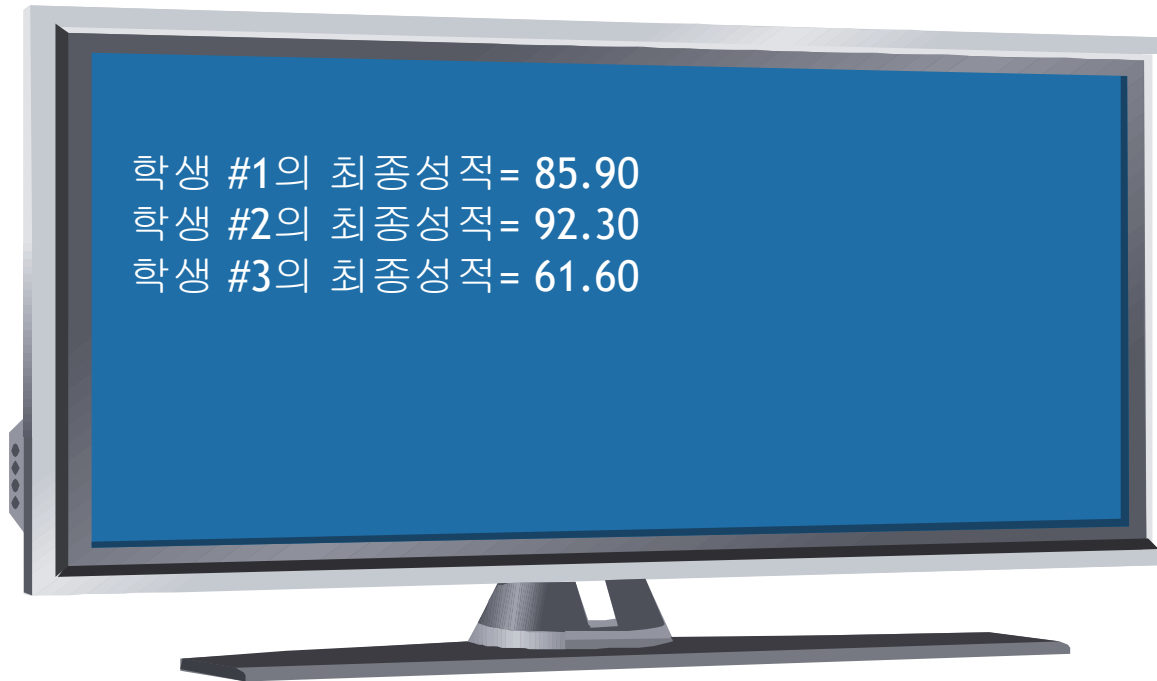 학생 #1의 최종성적= 85.90
학생 #2의 최종성적= 92.30
학생 #3의 최종성적= 61.60